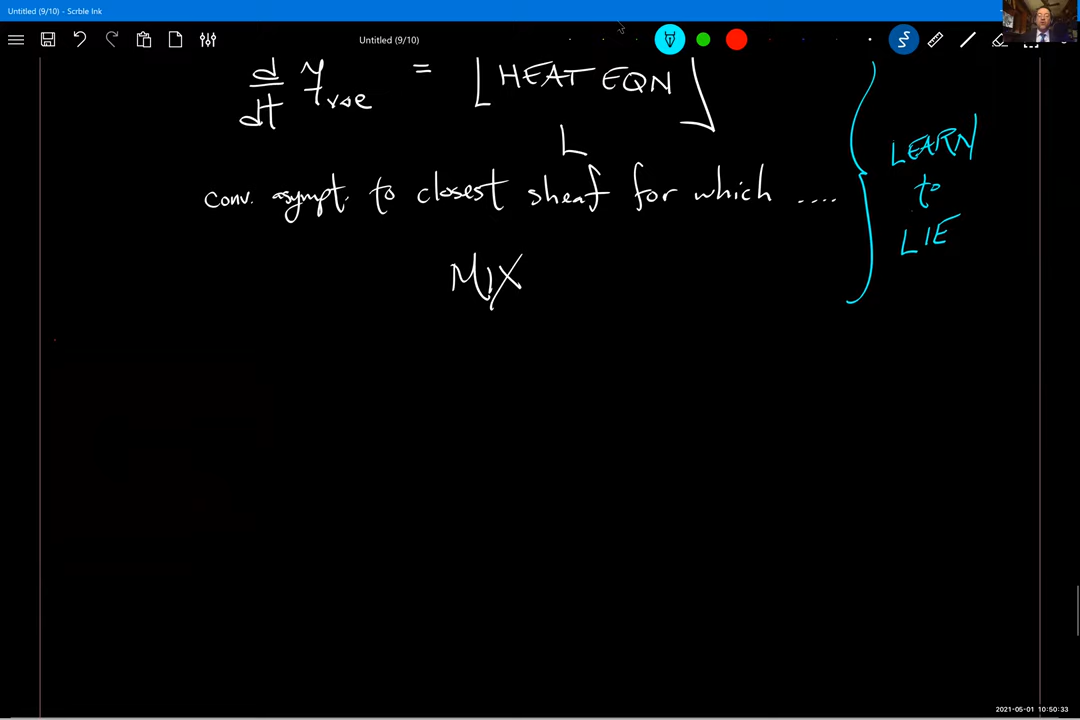 Untitled (9/10) - Scrble Ink
Untitled (9/10)
d/dt = [HEAT EQN]
L
conv. asympt. to closest sheaf for which ....
LEARN
to
LIE
MIX
2021-05-01 10:50:33